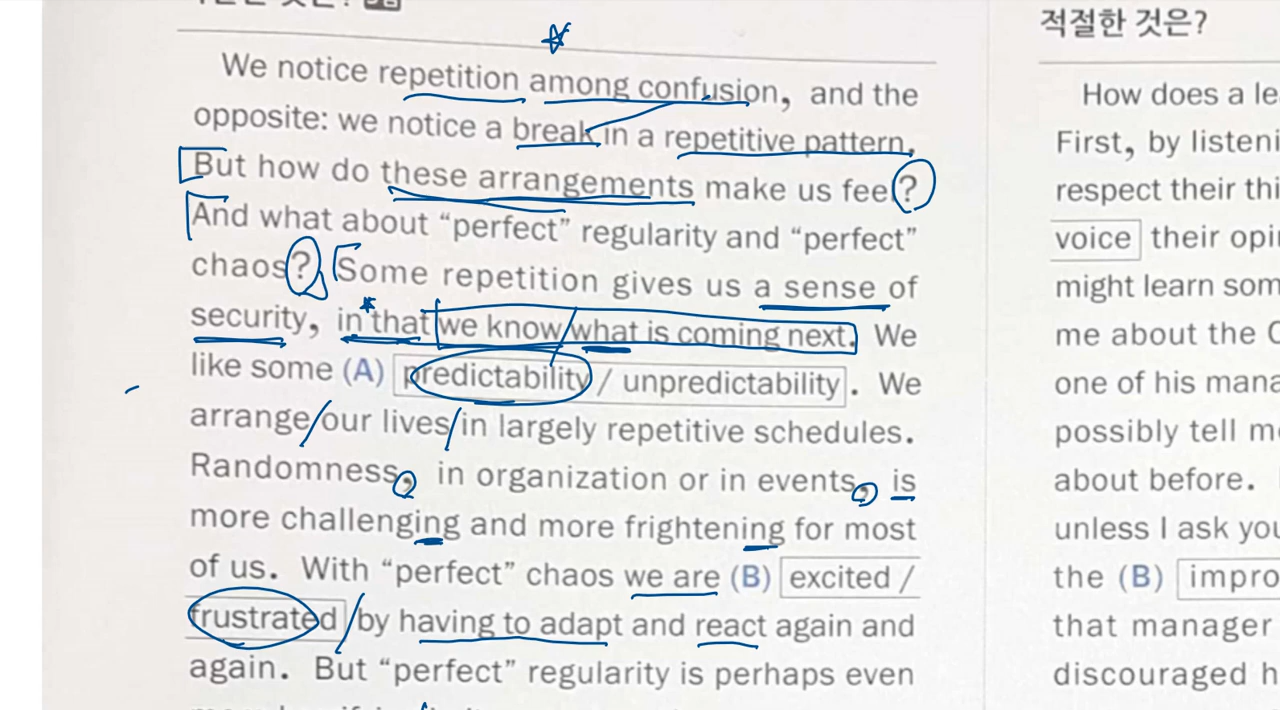 적절한 것은?
We notice repetition among confusion, and the
opposite: we notice a break in a repetitive pattern.
But how do these arrangements make us feel?
And what about “perfect” regularity and “perfect”
chaos? Some repetition gives us a sense of
security, in that we know what is coming next. We
like some (A) predictability / unpredictability. We
arrange our lives in largely repetitive schedules.
Randomness, in organization or in events, is
more challenging and more frightening for most
of us. With “perfect” chaos we are (B) excited /
frustrated by having to adapt and react again and
again. But “perfect” regularity is perhaps even
How does a le
First, by listeni
respect their thi
voice their opi
might learn som
me about the C
one of his mana
possibly tell m
about before.
unless I ask you
the (B) impro
that manager
discouraged h